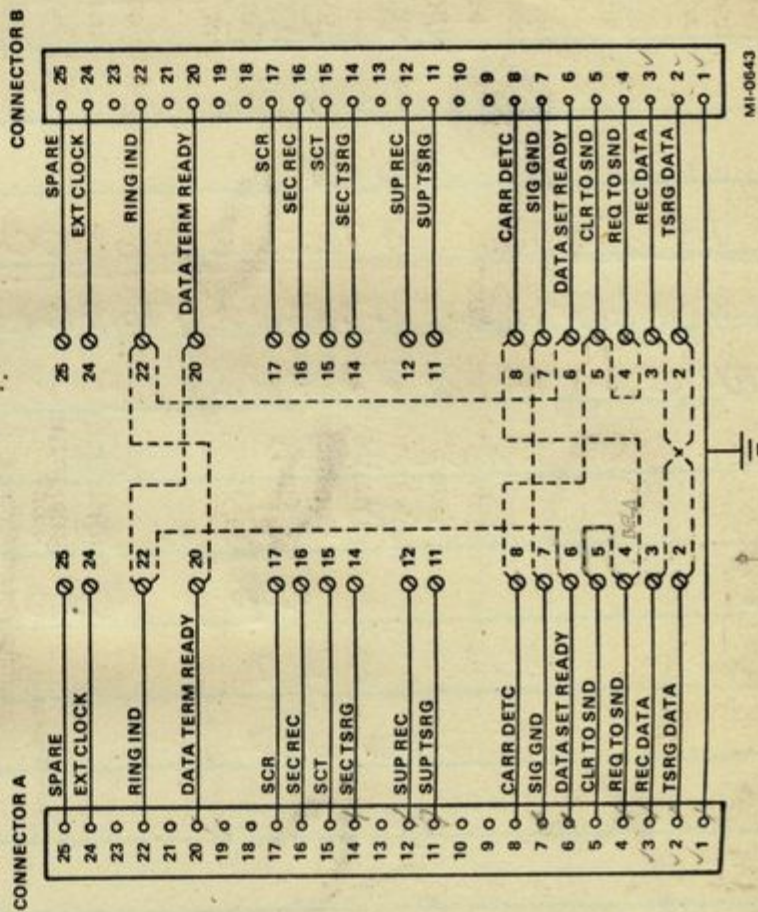 CONNECTOR A
CONNECTOR B
25 SPARE 25 25 SPARE 25
24 EXT CLOCK 24 24 EXT CLOCK 24
23 23
22 RING IND 22 22 RING IND 22
21 21
20 DATA TERM READY 20 20 DATA TERM READY 20
19 19
18 18
17 SCR 17 17 SCR 17
16 SEC REC 16 16 SEC REC 16
15 SCT 15 15 SCT 15
14 SEC TSRG 14 14 SEC TSRG 14
13 13
12 SUP REC 12 12 SUP REC 12
11 SUP TSRG 11 11 SUP TSRG 11
10 10
9 9
8 CARR DETC 8 8 CARR DETC 8
7 SIG GND 7 7 SIG GND 7
6 DATA SET READY 6 6 DATA SET READY 6
5 CLR TO SND 5 5 CLR TO SND 5
4 REQ TO SND 4 4 REQ TO SND 4
3 REC DATA 3 3 REC DATA 3
2 TSRG DATA 2 2 TSRG DATA 2
1 1
MI-0643